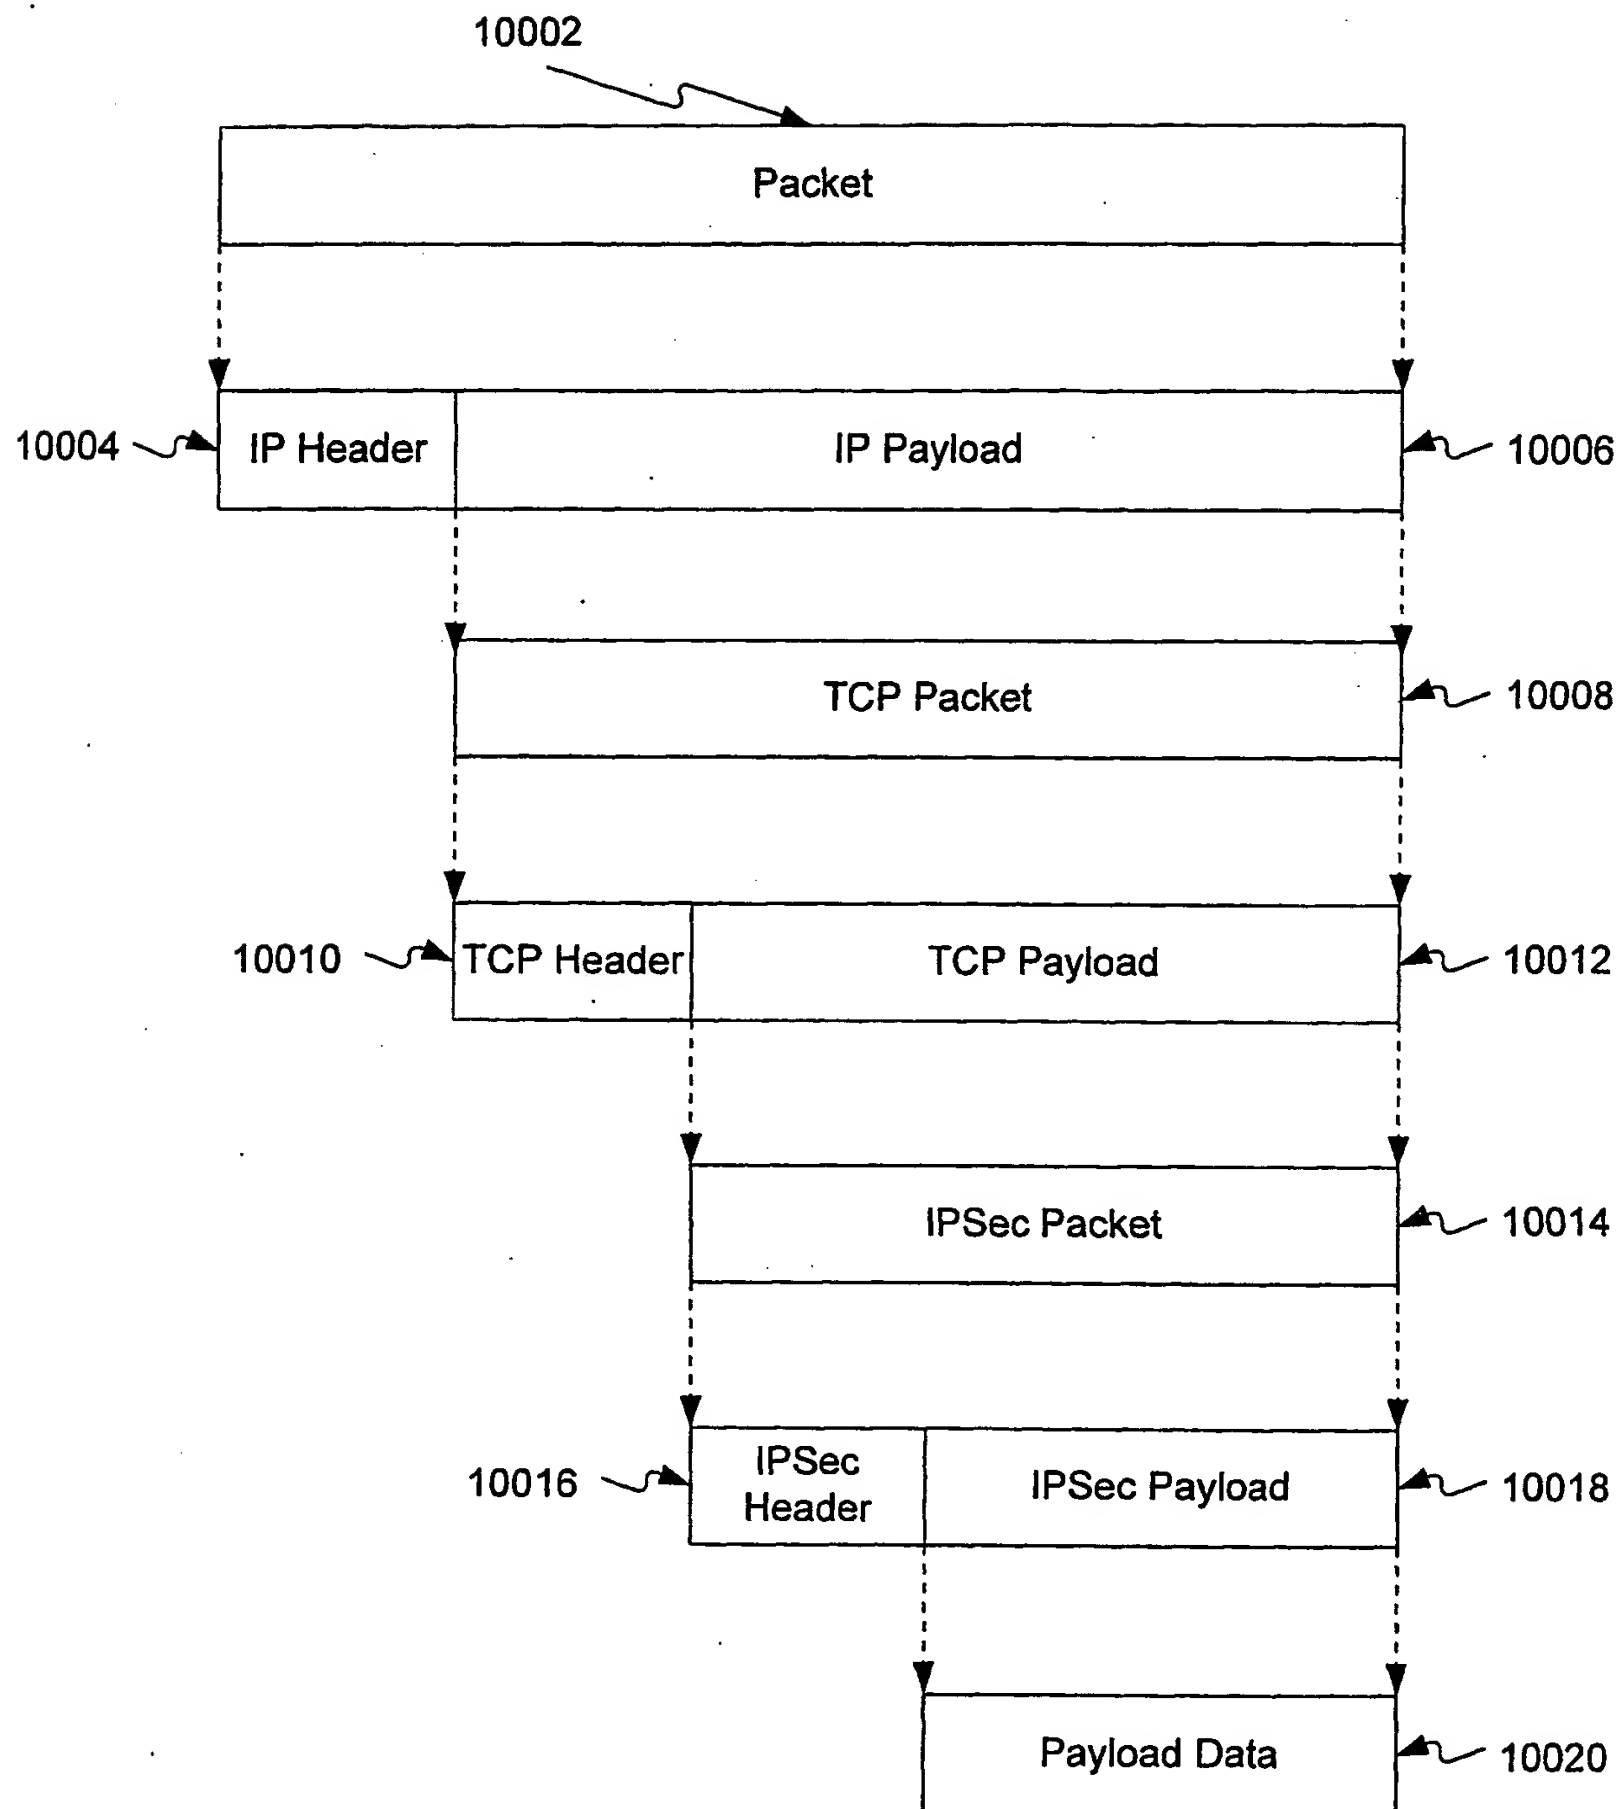 10002
Packet
10004
IP Header
IP Payload
10006
TCP Packet
10008
10010
TCP Header
TCP Payload
10012
IPSec Packet
10014
10016
IPSec
Header
IPSec Payload
10018
Payload Data
10020